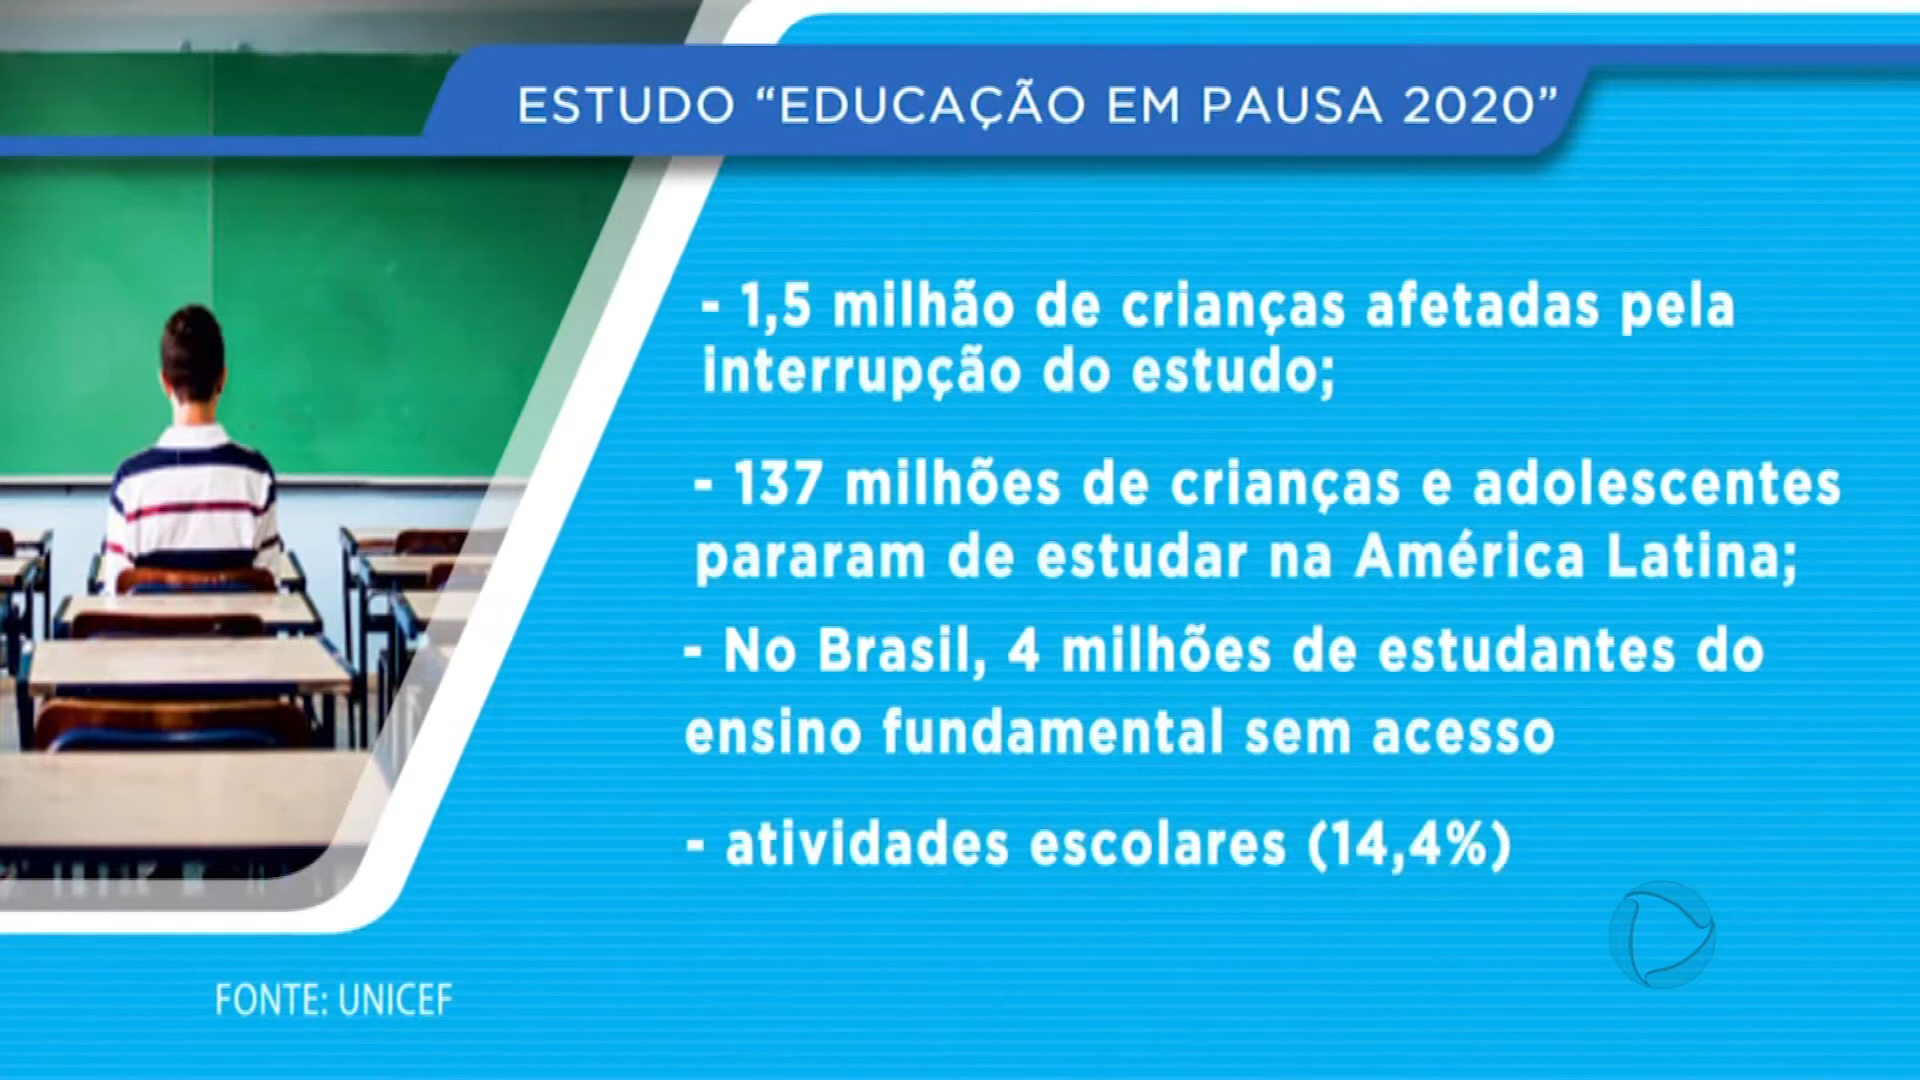 ESTUDO “EDUCAÇÃO EM PAUSA 2020”
- 1,5 milhão de crianças afetadas pela
interrupção do estudo;
- 137 milhões de crianças e adolescentes
pararam de estudar na América Latina;
- No Brasil, 4 milhões de estudantes do
ensino fundamental sem acesso
- atividades escolares (14,4%)
FONTE: UNICEF